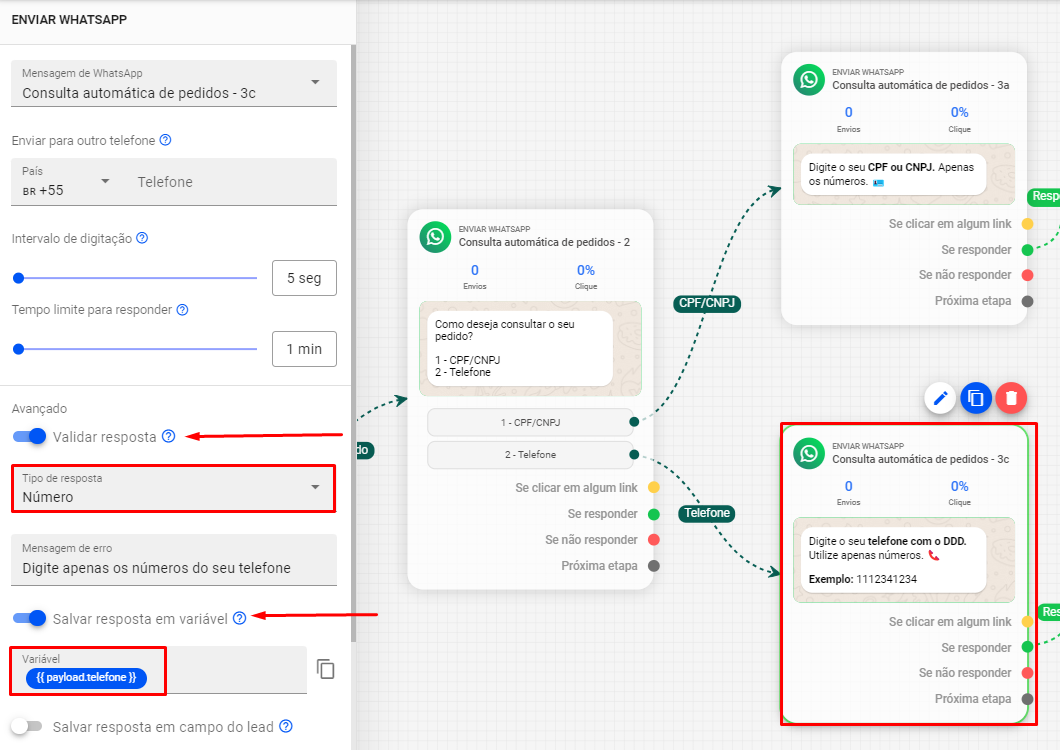 ENVIAR WHATSAPP
Mensagem de WhatsApp
Consulta automática de pedidos - 3c
Enviar para outro telefone
País
BR +55
Telefone
Intervalo de digitação
5 seg
Tempo limite para responder
1 min
Avançado
Validar resposta
Tipo de resposta
Número
Mensagem de erro
Digite apenas os números do seu telefone
Salvar resposta em variável
Variável
{{ payload.telefone }}
Salvar resposta em campo do lead
do
ENVIAR WHATSAPP
Consulta automática de pedidos - 2
0
0%
Envios
Clique
Como deseja consultar o seu
pedido?
1 - CPF/CNPJ
2 - Telefone
1 - CPF/CNPJ
2 - Telefone
Se clicar em algum link
Se responder
Se não responder
Próxima etapa
CPF/CNPJ
Telefone
ENVIAR WHATSAPP
Consulta automática de pedidos - 3a
0
0%
Envios
Clique
Digite o seu CPF ou CNPJ. Apenas
os números.
Se clicar em algum link
Se responder
Se não responder
Próxima etapa
Resp
ENVIAR WHATSAPP
Consulta automática de pedidos - 3c
0
0%
Envios
Clique
Digite o seu telefone com o DDD.
Utilize apenas números.
Exemplo: 1112341234
Se clicar em algum link
Se responder
Se não responder
Próxima etapa
Res